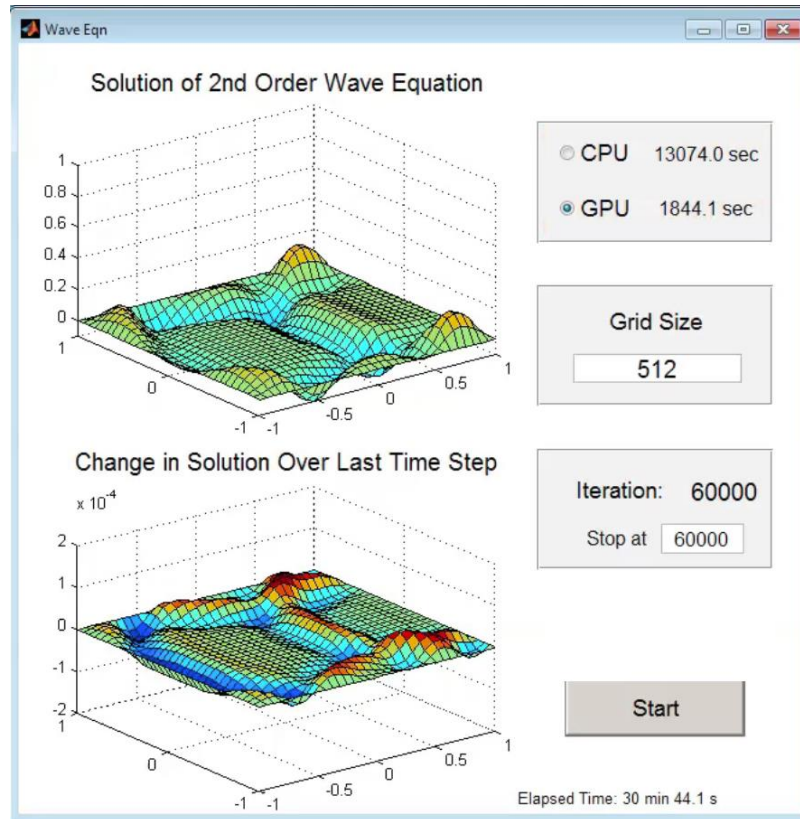 Wave Eqn
Solution of 2nd Order Wave Equation
1
0.8
0.6
0.4
0.2
0
1
0
-1
-1
-0.5
0
0.5
1
CPU 13074.0 sec
GPU 1844.1 sec
Grid Size
512
Change in Solution Over Last Time Step
x 10^-4
2
1
0
-1
-2
1
0
-1
-1
-0.5
0
0.5
1
Iteration: 60000
Stop at 60000
Start
Elapsed Time: 30 min 44.1 s